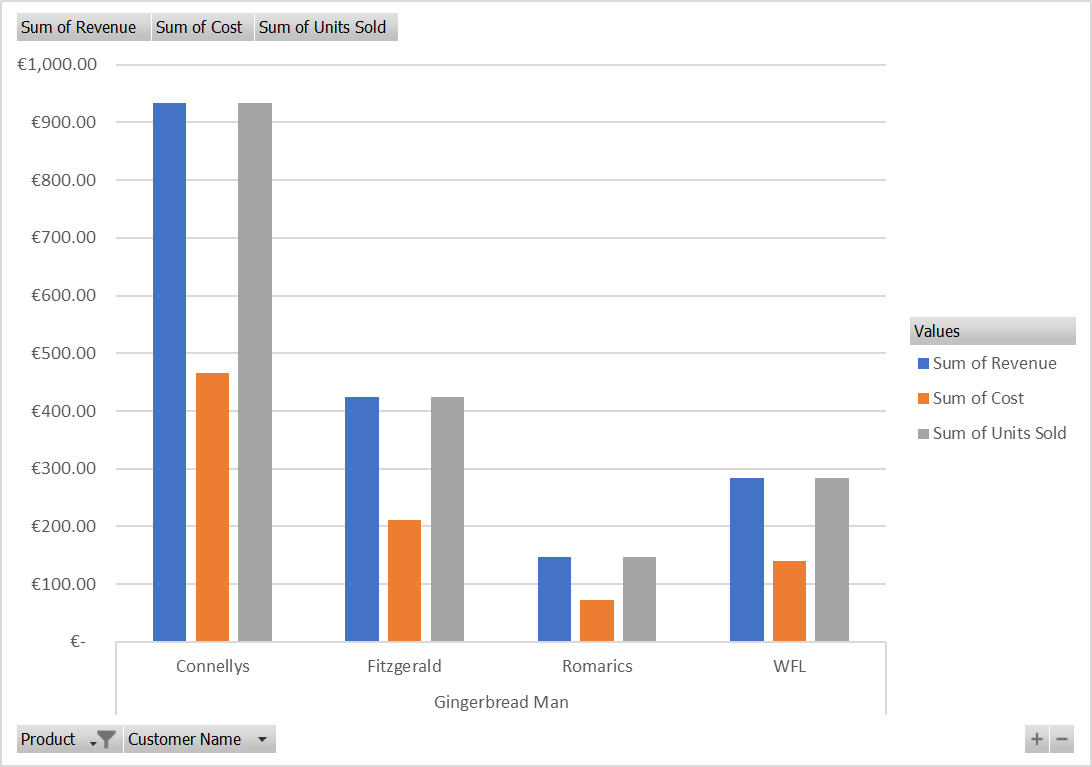 Sum of Revenue Sum of Cost Sum of Units Sold
€1,000.00
€900.00
€800.00
€700.00
€600.00
€500.00
€400.00
€300.00
€200.00
€100.00
€-
Connellys Fitzgerald Romarics WFL
Gingerbread Man
Values
Sum of Revenue
Sum of Cost
Sum of Units Sold
Product Customer Name
+ −